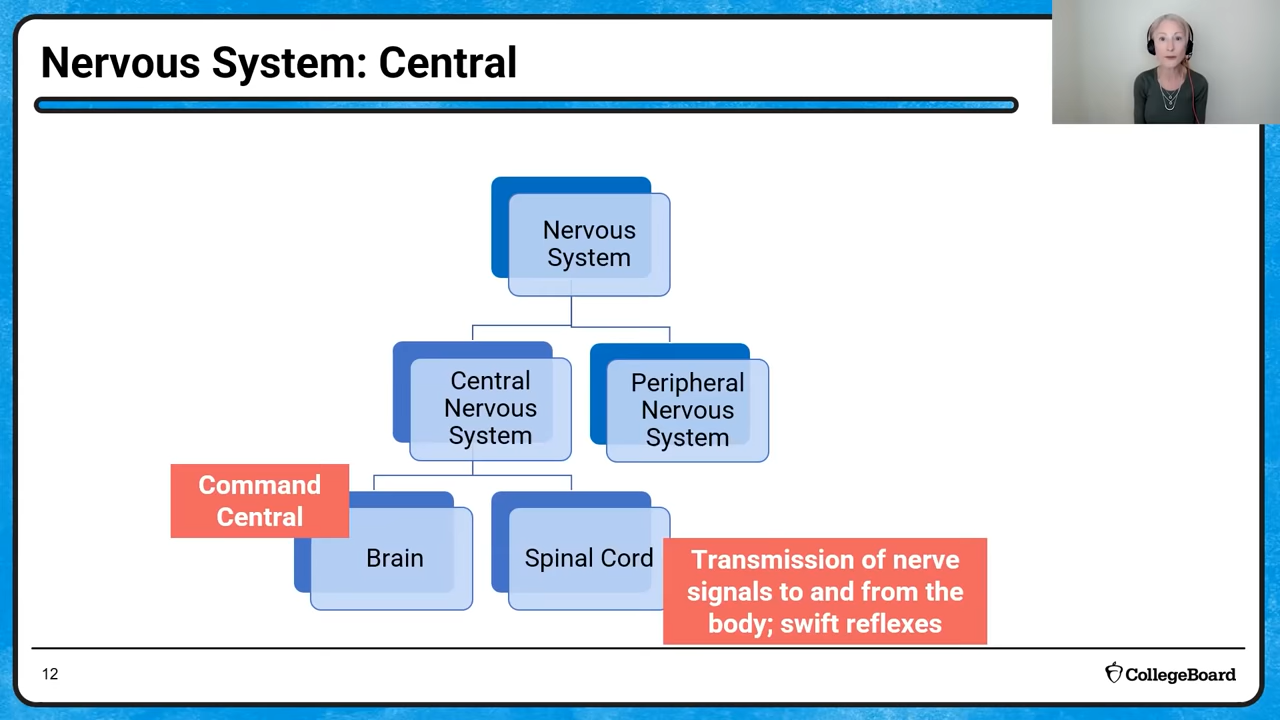 Nervous System: Central
Nervous
System
Central
Nervous
System
Peripheral
Nervous
System
Command
Central
Brain
Spinal Cord
Transmission of nerve
signals to and from the
body; swift reflexes
12
CollegeBoard